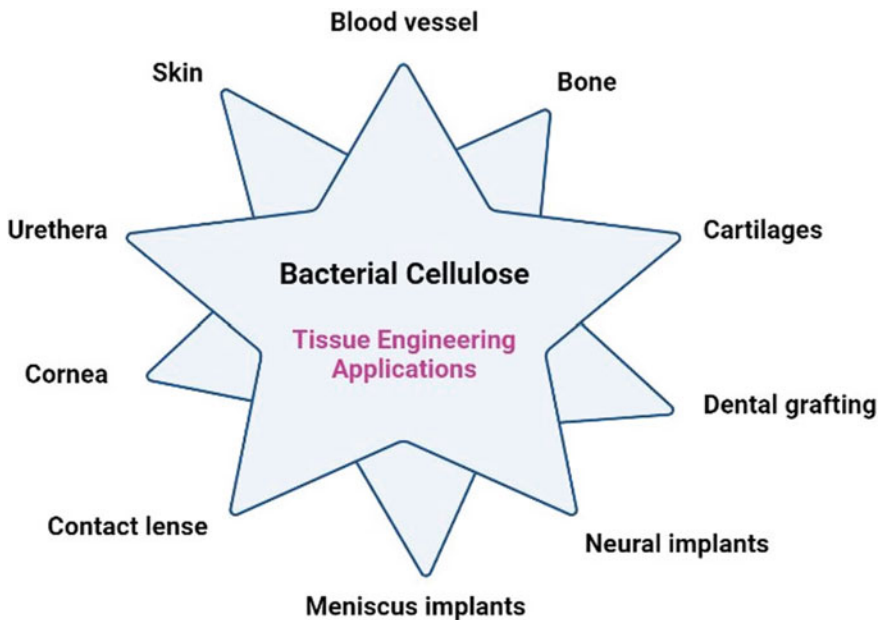 Blood vessel
Skin
Bone
Urethera
Cartilages
Bacterial Cellulose
Tissue Engineering
Applications
Cornea
Dental grafting
Contact lense
Neural implants
Meniscus implants